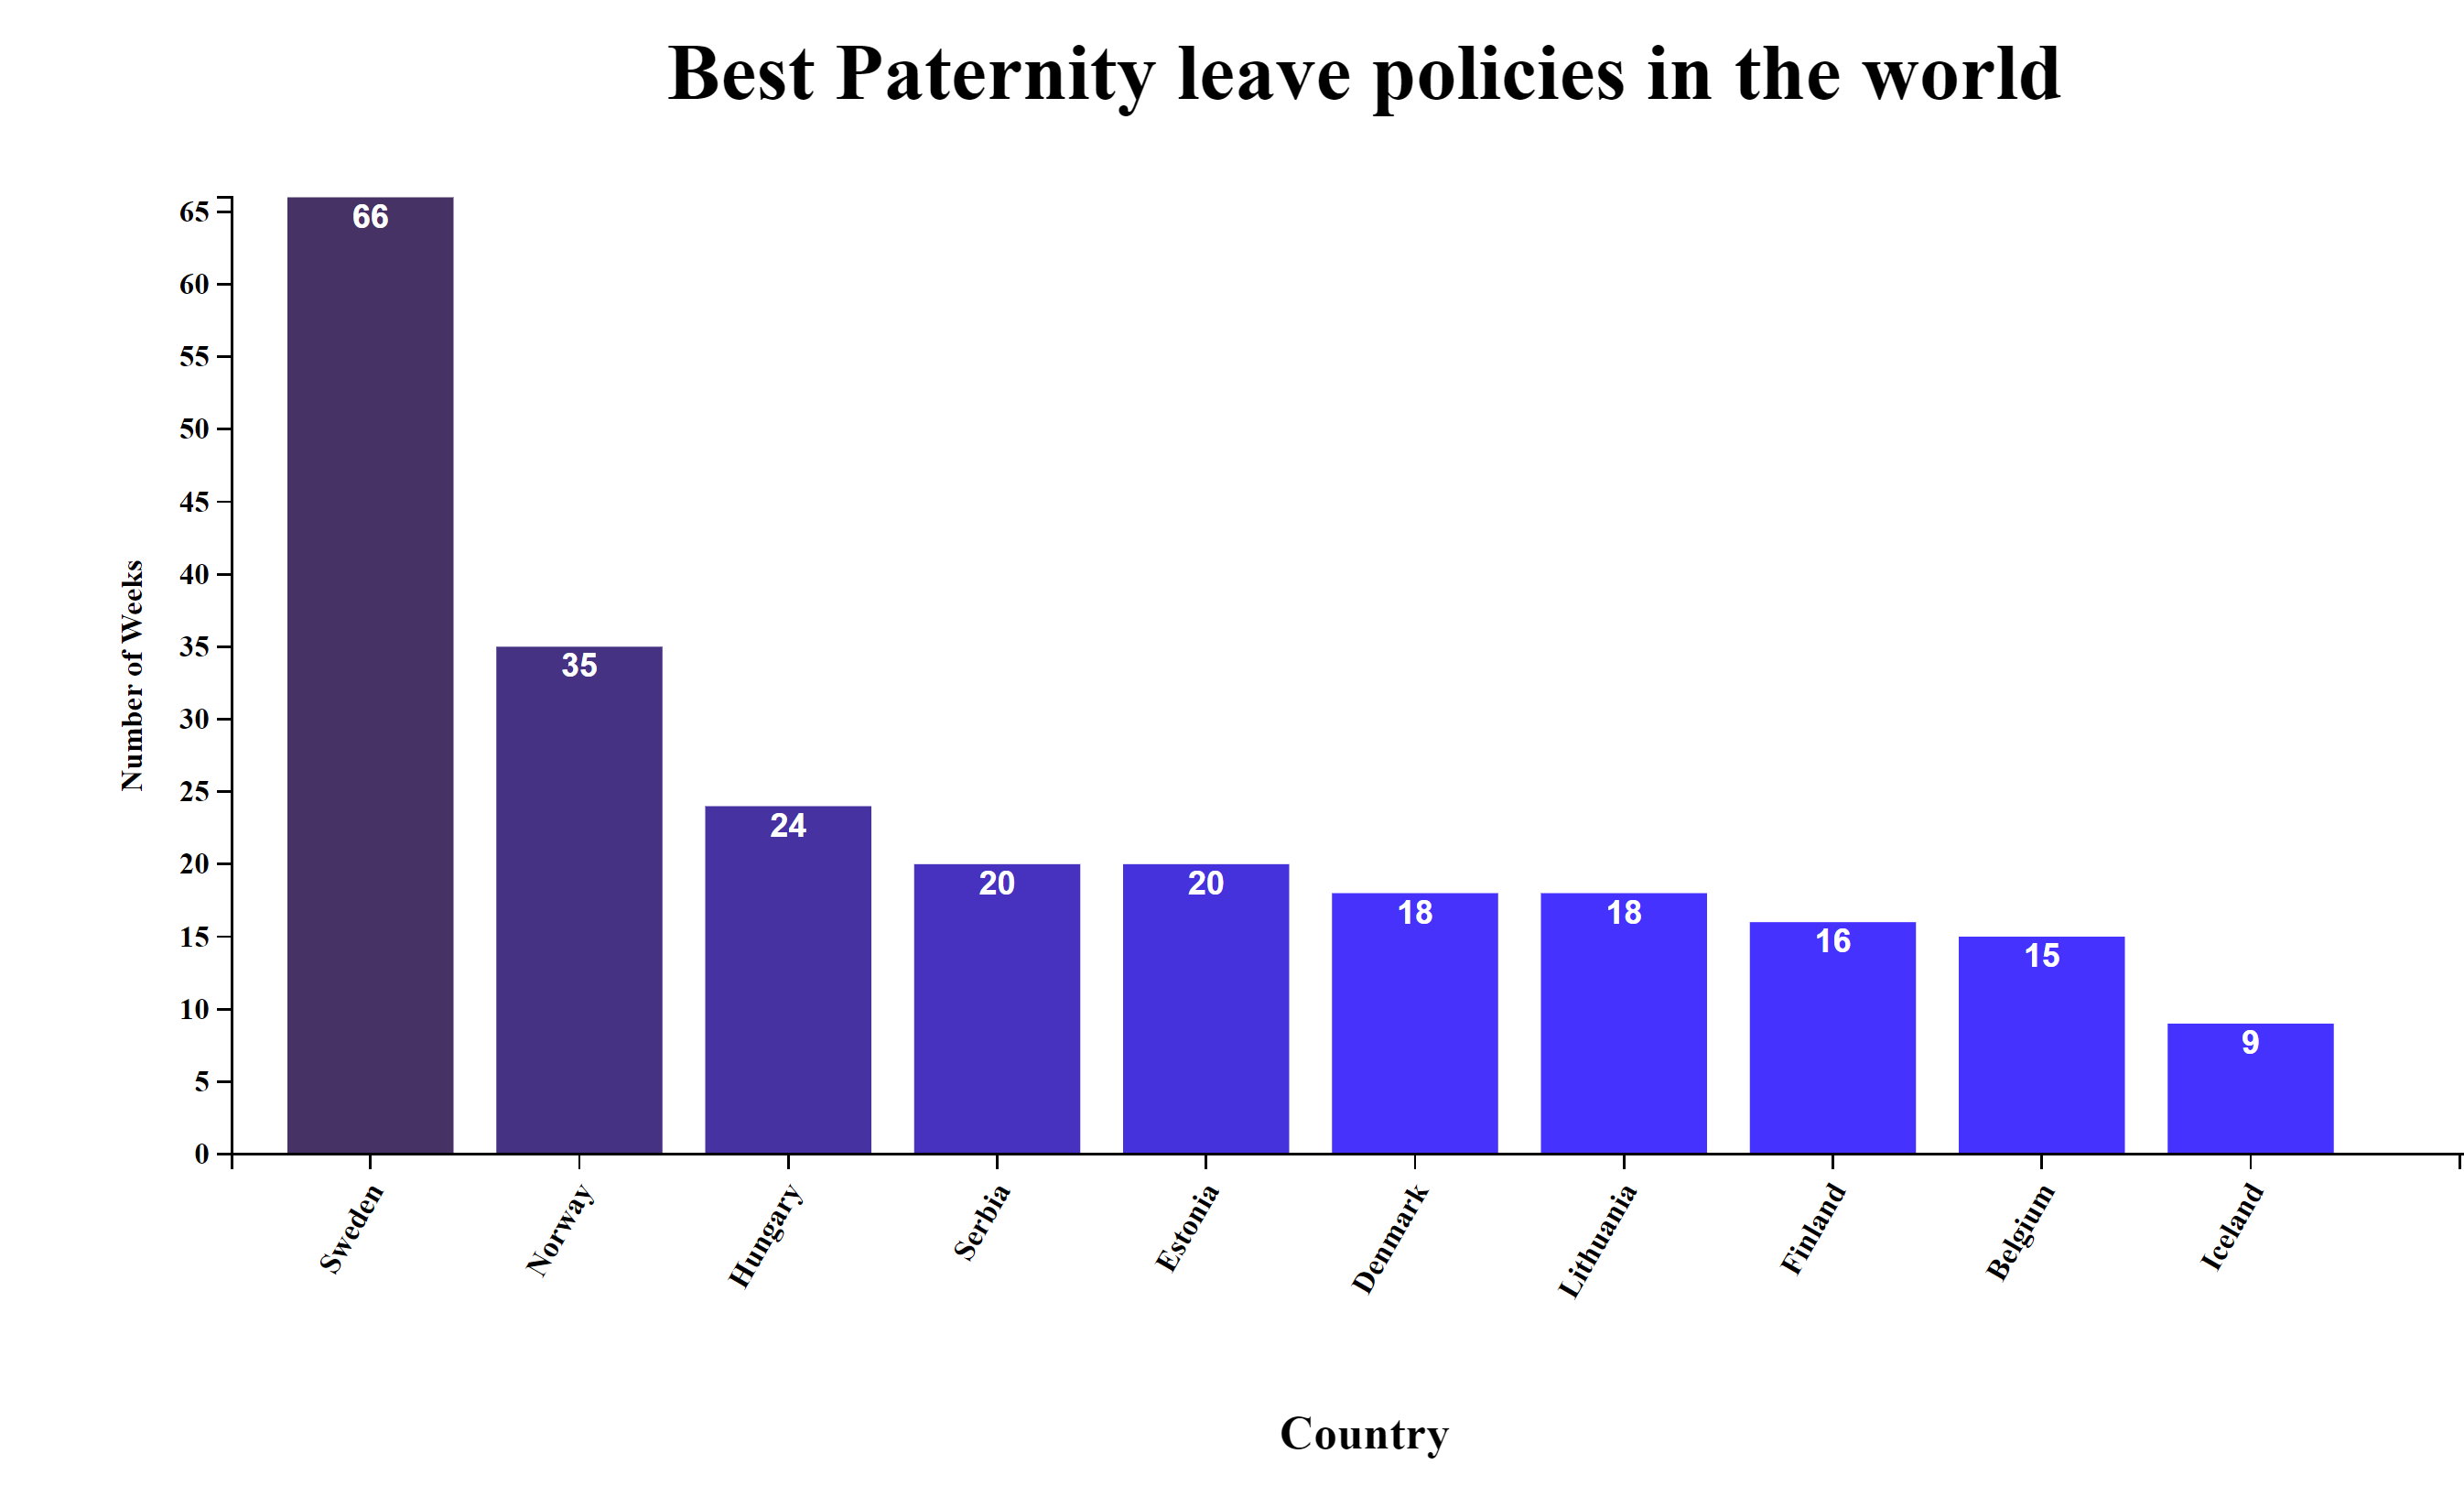 Best Paternity leave policies in the world
Number of Weeks
65
60
55
50
45
40
35
30
25
20
15
10
5
0
66
35
24
20
20
18
18
16
15
9
Sweden
Norway
Hungary
Serbia
Estonia
Denmark
Lithuania
Finland
Belgium
Iceland
Country